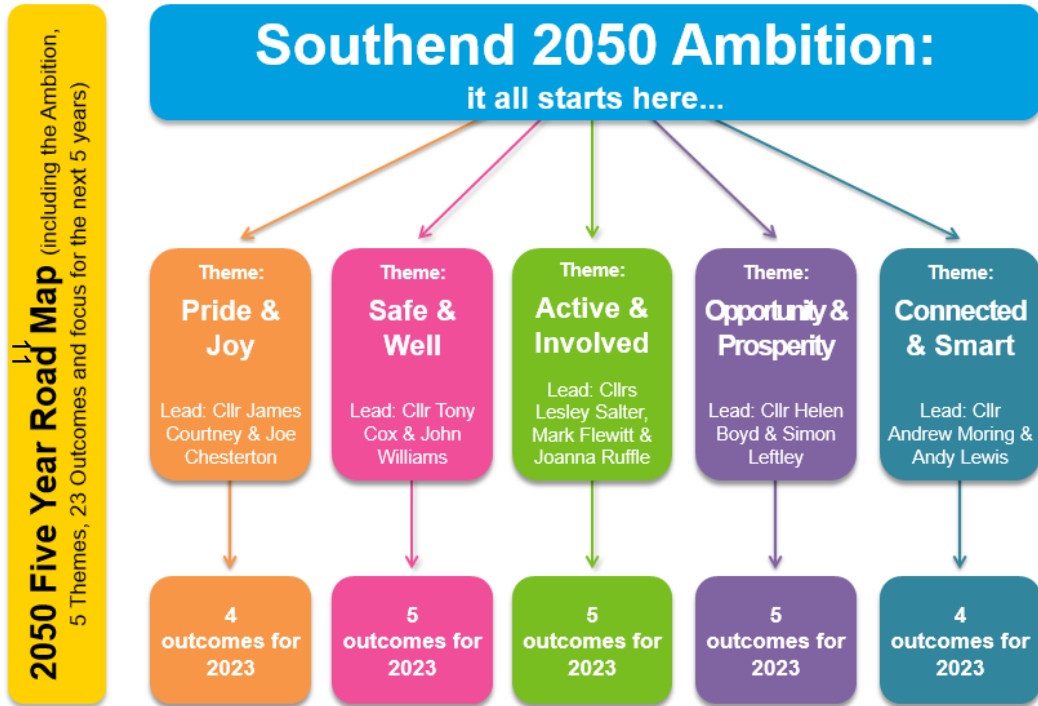 2050 Five Year Road Map (including the Ambition,
5 Themes, 23 Outcomes and focus for the next 5 years)
11
Southend 2050 Ambition:
it all starts here...
Theme:
Pride &
Joy
Lead: Cllr James
Courtney & Joe
Chesterton
Theme:
Safe &
Well
Lead: Cllr Tony
Cox & John
Williams
Theme:
Active &
Involved
Lead: Cllrs
Lesley Salter,
Mark Flewitt &
Joanna Ruffle
Theme:
Opportunity &
Prosperity
Lead: Cllr Helen
Boyd & Simon
Leftley
Theme:
Connected
& Smart
Lead: Cllr
Andrew Moring &
Andy Lewis
4
outcomes for
2023
5
outcomes for
2023
5
outcomes for
2023
5
outcomes for
2023
4
outcomes for
2023